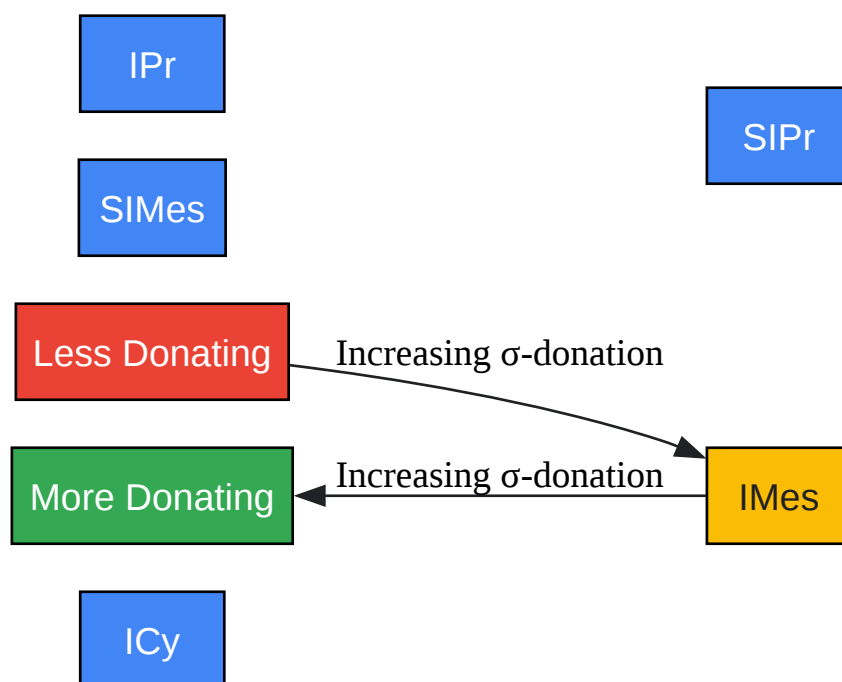 IPr
SIPr
SIMes
Less Donating
Increasing σ-donation
More Donating
Increasing σ-donation
IMes
ICy